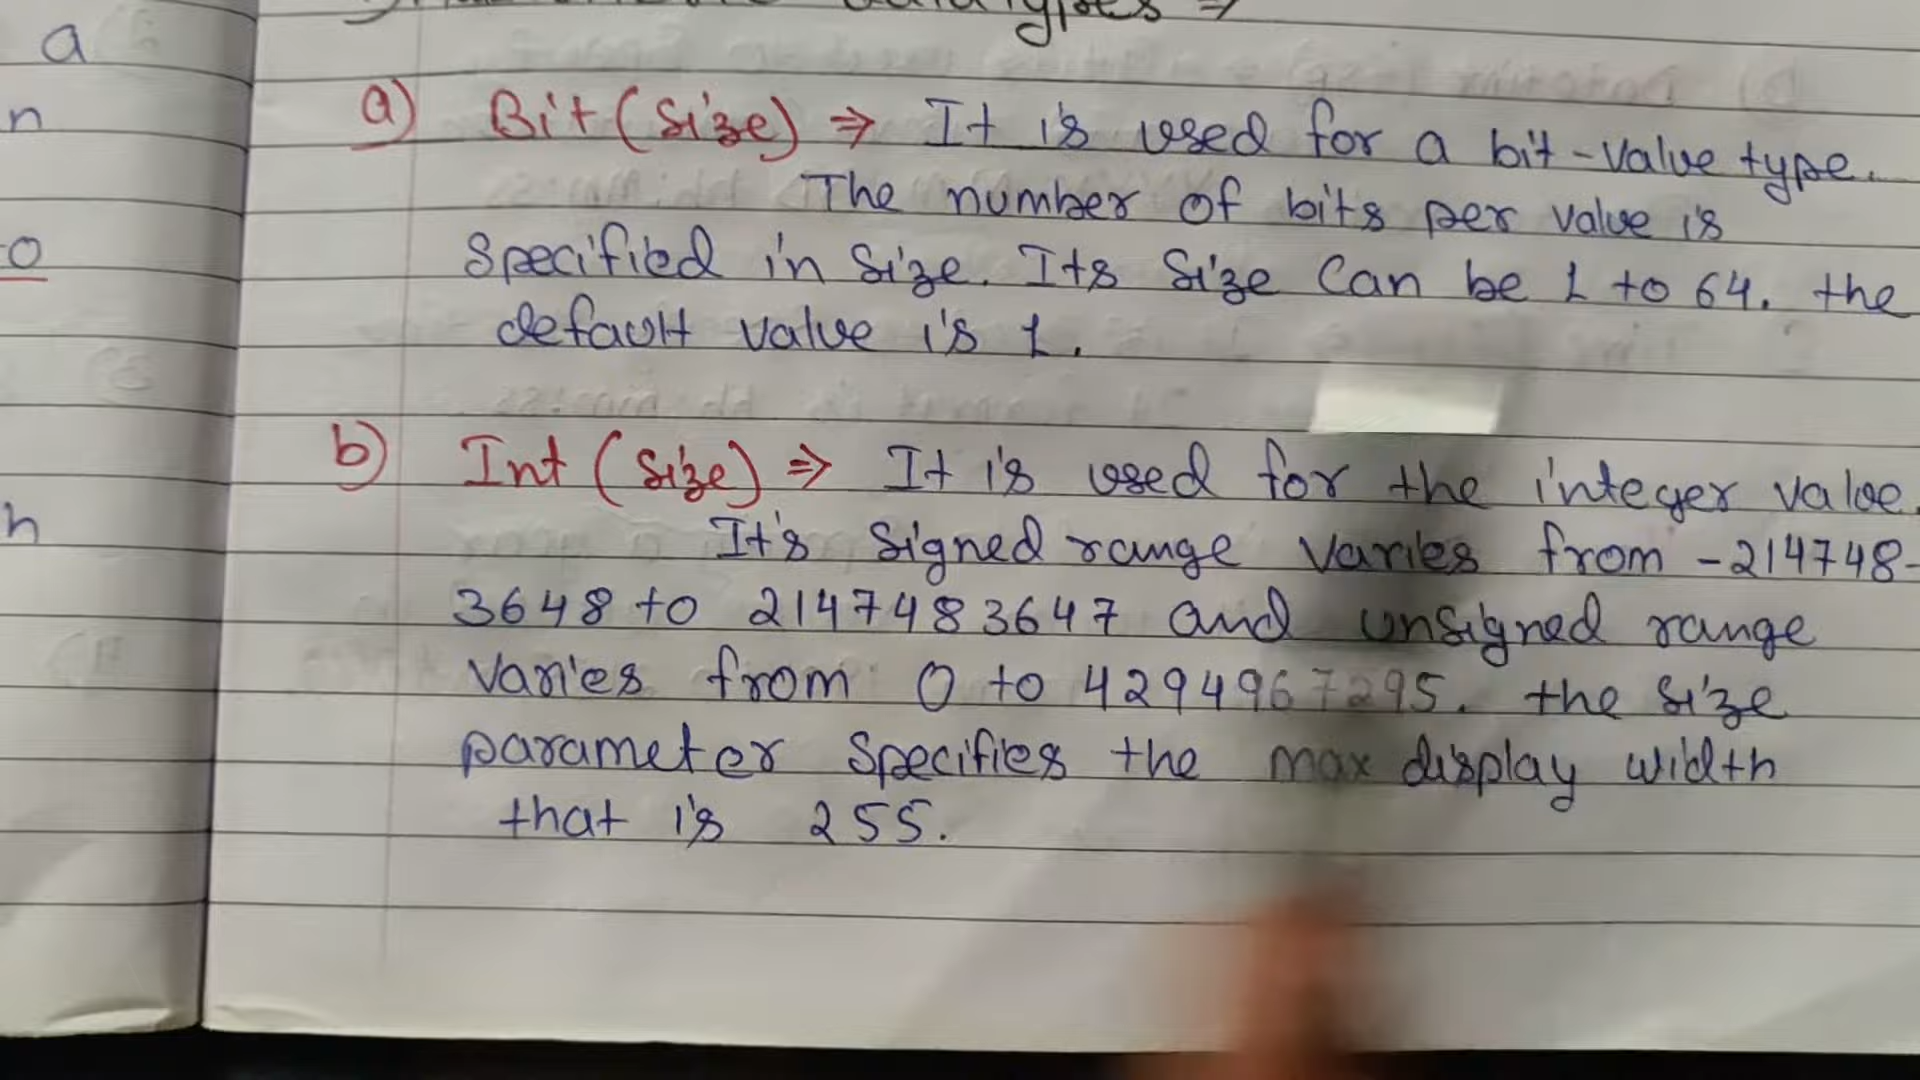 datatypes ⇒
a) Bit (Size) ⇒ It is used for a bit-value type.
The number of bits per value is
specified in Size. Its Size Can be 1 to 64. the
default value is 1.
b) Int (Size) ⇒ It is used for the integer value.
It's Signed range varies from -214748-
3648 to 2147483647 and unsigned range
varies from 0 to 4294967295. the size
parameter specifies the max display width
that is 255.
a
n
o
h